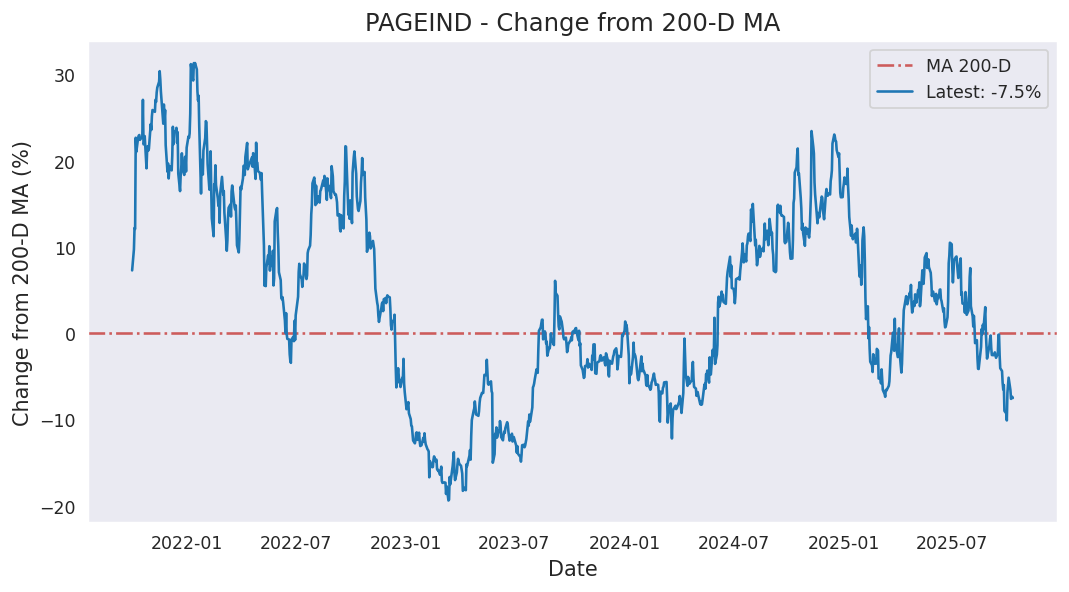 PAGEIND - Change from 200-D MA
Change from 200-D MA (%)
30
20
10
0
−10
−20
MA 200-D
Latest: -7.5%
2022-01
2022-07
2023-01
2023-07
2024-01
2024-07
2025-01
2025-07
Date